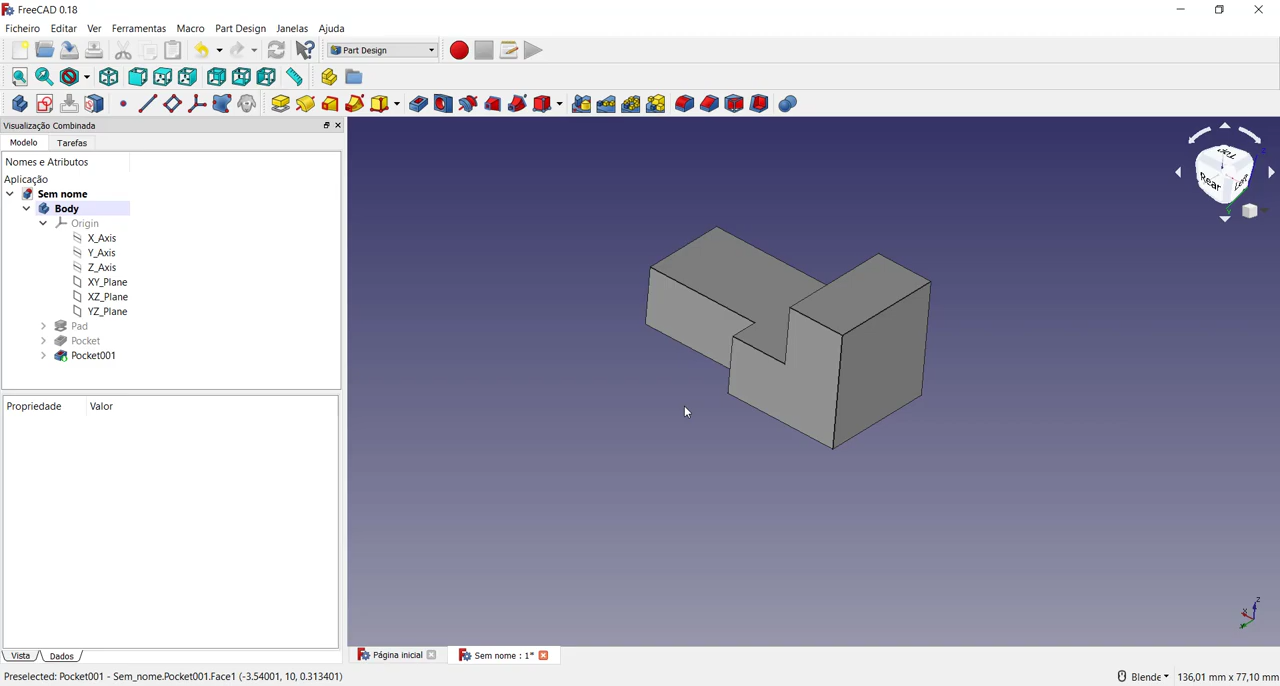 FreeCAD 0.18
Ficheiro Editar Ver Ferramentas Macro Part Design Janelas Ajuda
Part Design
Visualização Combinada
Modelo Tarefas
Nomes e Atributos
Aplicação
Sem nome
Body
Origin
X_Axis
Y_Axis
Z_Axis
XY_Plane
XZ_Plane
YZ_Plane
Pad
Pocket
Pocket001
Propriedade Valor
Top
Rear Left
Vista Dados
Página inicial Sem nome : 1*
Preselected: Pocket001 - Sem_nome.Pocket001.Face1 (-3.54001, 10, 0.313401) Blende 136,01 mm x 77,10 mm